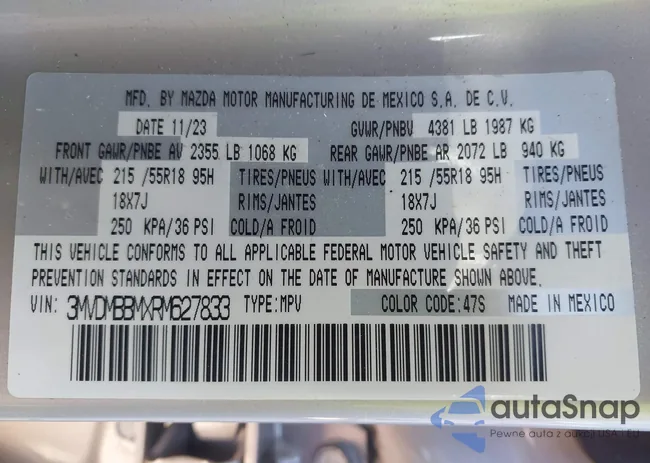 MFD. BY MAZDA MOTOR MANUFACTURING DE MEXICO S.A. DE C.V.
DATE 11/23 GVWR/PNBV 4381 LB 1987 KG
FRONT GAWR/PNBE AV 2355 LB 1068 KG REAR GAWR/PNBE AR 2072 LB 940 KG
WITH/AVEC 215 /55R18 95H TIRES/PNEUS WITH/AVEC 215 /55R18 95H TIRES/PNEUS
18X7J RIMS/JANTES 18X7J RIMS/JANTES
250 KPA/36 PSI COLD/A FROID 250 KPA/36 PSI COLD/A FROID
THIS VEHICLE CONFORMS TO ALL APPLICABLE FEDERAL MOTOR VEHICLE SAFETY AND THEFT
PREVENTION STANDARDS IN EFFECT ON THE DATE OF MANUFACTURE SHOWN ABOVE.
VIN: 3MVDMBBMXRM627833 TYPE:MPV COLOR CODE:47S MADE IN MEXICO
autaSnap
Pewne auta z aukcji USA i EU